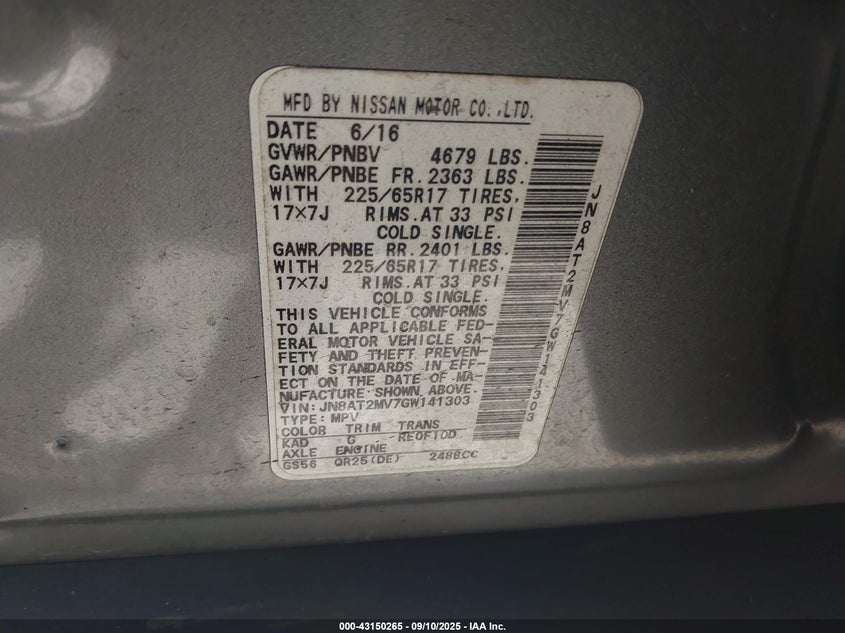 MFD BY NISSAN MOTOR CO.,LTD.
DATE 6/16
GVWR/PNBV 4679 LBS.
GAWR/PNBE FR. 2363 LBS.
WITH 225/65R17 TIRES,
17×7J RIMS.AT 33 PSI
COLD SINGLE.
GAWR/PNBE RR. 2401 LBS.
WITH 225/65R17 TIRES,
17×7J RIMS.AT 33 PSI
COLD SINGLE.
THIS VEHICLE CONFORMS
TO ALL APPLICABLE FED-
ERAL MOTOR VEHICLE SA-
FETY AND THEFT PREVEN-
TION STANDARDS IN EFF-
ECT ON THE DATE OF MA-
NUFACTURE SHOWN ABOVE.
VIN: JN8AT2MV7GW141303
TYPE: MPV
COLOR TRIM TRANS
KAD G RE0F10D
AXLE ENGINE
GS56 QR25(DE) 2488CC
JN8AT2MV7GW141303
000-43150265 - 09/10/2025 - IAA Inc.